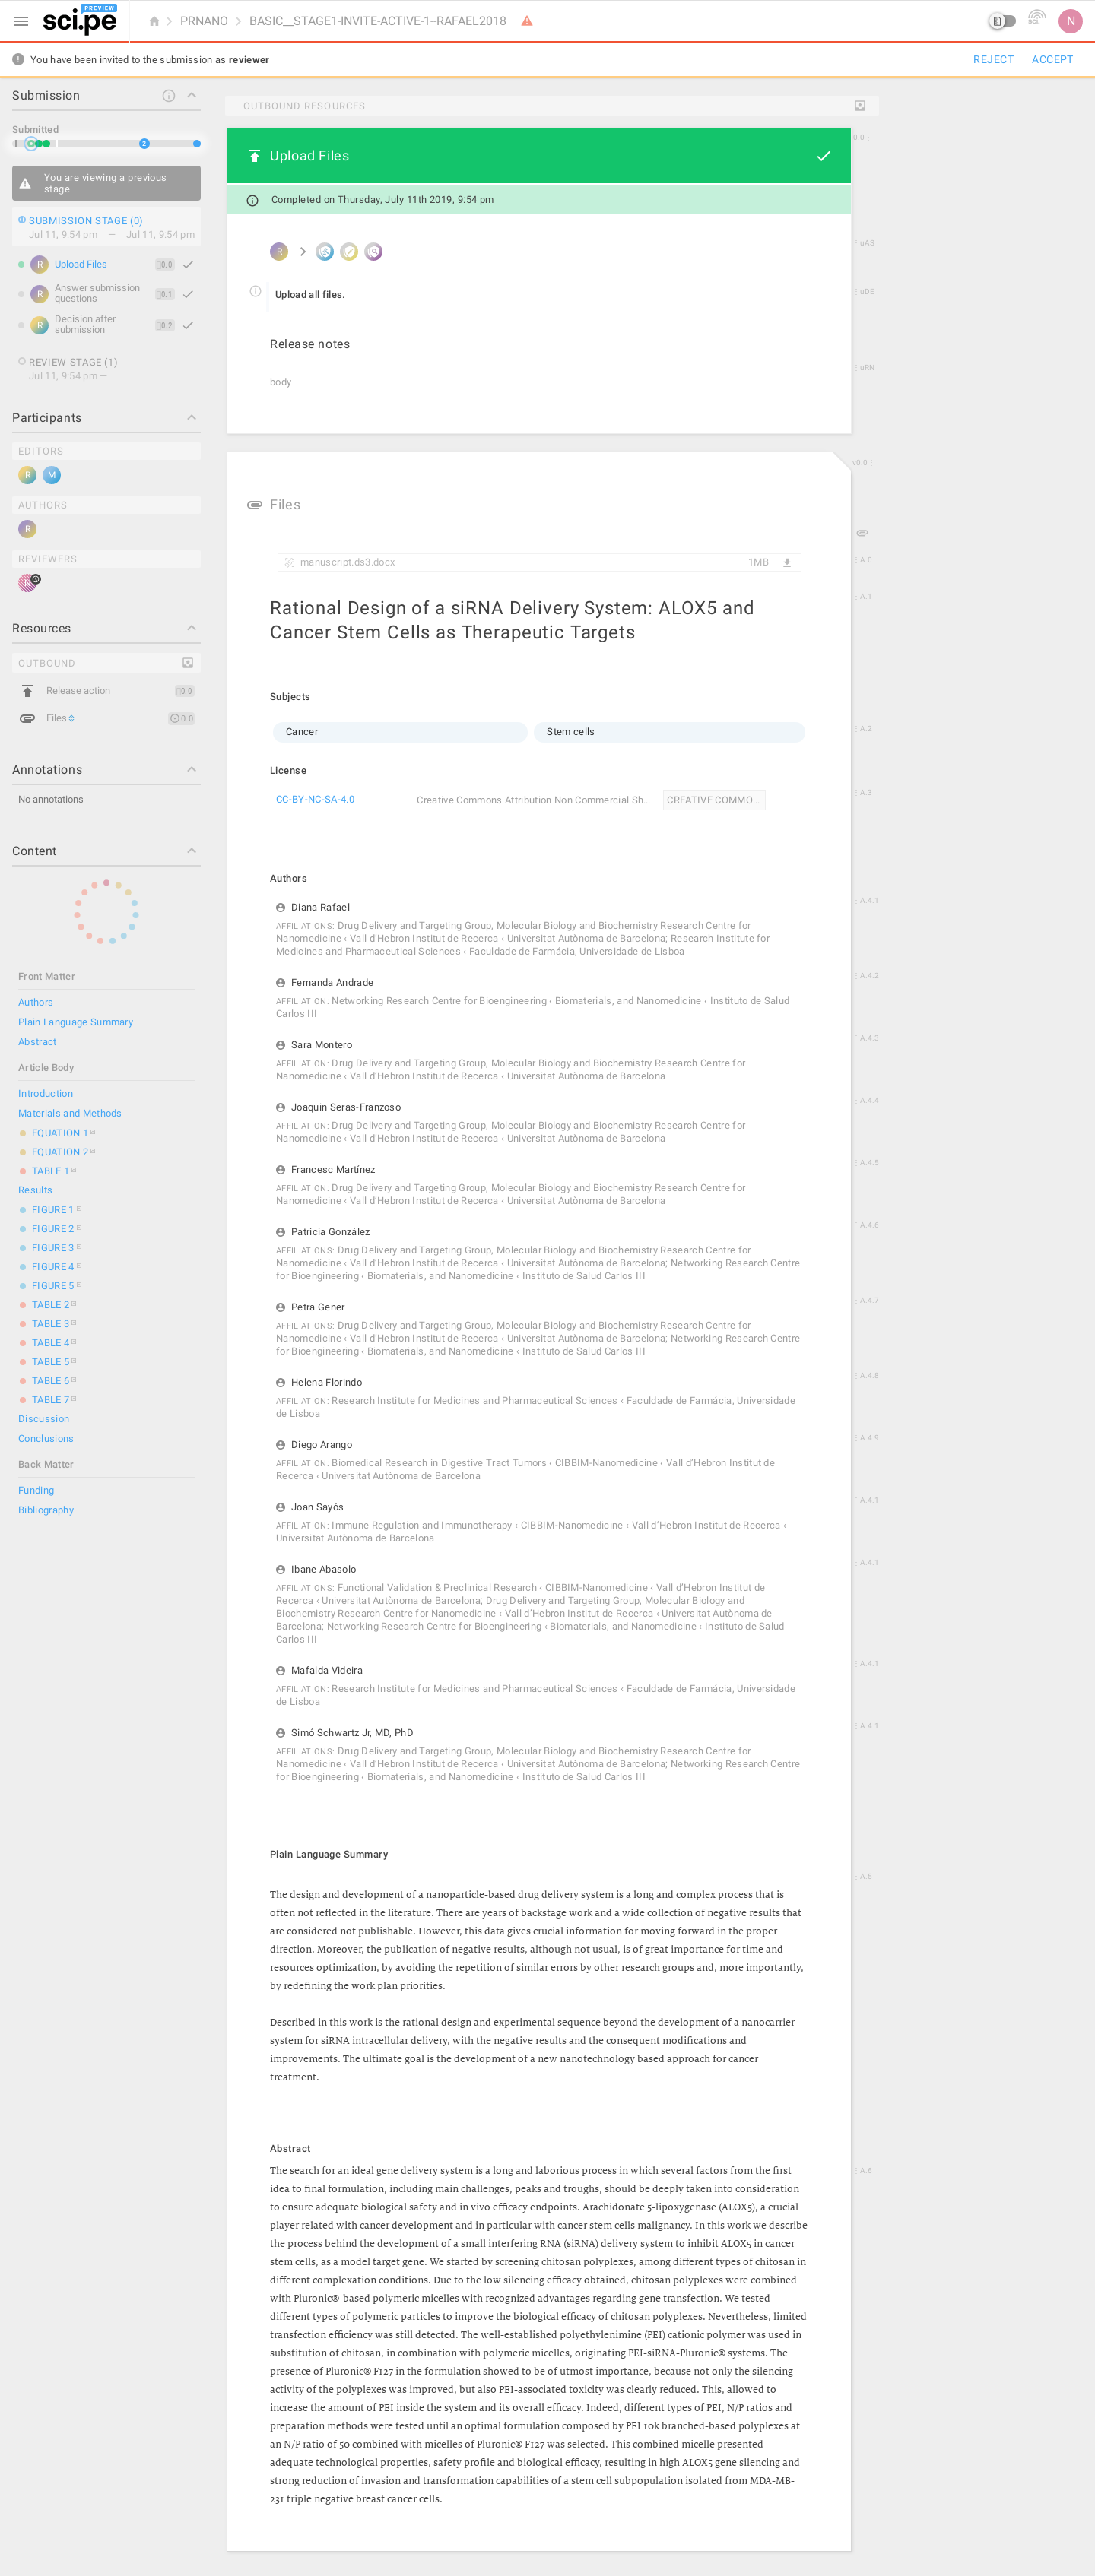 PREVIEW
sci.pe
PRNANO
BASIC__STAGE1-INVITE-ACTIVE-1--RAFAEL2018
N
You have been invited to the submission as reviewer
REJECT
ACCEPT
Submission
Submitted
2
You are viewing a previous
stage
SUBMISSION STAGE (0)
Jul 11, 9:54 pm — Jul 11, 9:54 pm
R Upload Files 0.0
R Answer submission
questions 0.1
R Decision after
submission 0.2
REVIEW STAGE (1)
Jul 11, 9:54 pm —
Participants
EDITORS
R M
AUTHORS
R
REVIEWERS
N
Resources
OUTBOUND
Release action 0.0
Files 0.0
Annotations
No annotations
Content
Front Matter
Authors
Plain Language Summary
Abstract
Article Body
Introduction
Materials and Methods
EQUATION 1
EQUATION 2
TABLE 1
Results
FIGURE 1
FIGURE 2
FIGURE 3
FIGURE 4
FIGURE 5
TABLE 2
TABLE 3
TABLE 4
TABLE 5
TABLE 6
TABLE 7
Discussion
Conclusions
Back Matter
Funding
Bibliography
OUTBOUND RESOURCES
Upload Files
0.0
Completed on Thursday, July 11th 2019, 9:54 pm
R
uAS
Upload all files.
uDE
Release notes
uRN
body
v0.0
Files
manuscript.ds3.docx 1MB
A.0
Rational Design of a siRNA Delivery System: ALOX5 and
Cancer Stem Cells as Therapeutic Targets
A.1
Subjects
Cancer Stem cells
A.2
License
CC-BY-NC-SA-4.0 Creative Commons Attribution Non Commercial Sh... CREATIVE COMMO...
A.3
Authors
Diana Rafael
A.4.1
AFFILIATIONS: Drug Delivery and Targeting Group, Molecular Biology and Biochemistry Research Centre for
Nanomedicine ‹ Vall d'Hebron Institut de Recerca ‹ Universitat Autònoma de Barcelona; Research Institute for
Medicines and Pharmaceutical Sciences ‹ Faculdade de Farmácia, Universidade de Lisboa
Fernanda Andrade
A.4.2
AFFILIATION: Networking Research Centre for Bioengineering ‹ Biomaterials, and Nanomedicine ‹ Instituto de Salud
Carlos III
Sara Montero
A.4.3
AFFILIATION: Drug Delivery and Targeting Group, Molecular Biology and Biochemistry Research Centre for
Nanomedicine ‹ Vall d'Hebron Institut de Recerca ‹ Universitat Autònoma de Barcelona
Joaquin Seras-Franzoso
A.4.4
AFFILIATION: Drug Delivery and Targeting Group, Molecular Biology and Biochemistry Research Centre for
Nanomedicine ‹ Vall d'Hebron Institut de Recerca ‹ Universitat Autònoma de Barcelona
Francesc Martínez
A.4.5
AFFILIATION: Drug Delivery and Targeting Group, Molecular Biology and Biochemistry Research Centre for
Nanomedicine ‹ Vall d'Hebron Institut de Recerca ‹ Universitat Autònoma de Barcelona
Patricia González
A.4.6
AFFILIATIONS: Drug Delivery and Targeting Group, Molecular Biology and Biochemistry Research Centre for
Nanomedicine ‹ Vall d'Hebron Institut de Recerca ‹ Universitat Autònoma de Barcelona; Networking Research Centre
for Bioengineering ‹ Biomaterials, and Nanomedicine ‹ Instituto de Salud Carlos III
Petra Gener
A.4.7
AFFILIATIONS: Drug Delivery and Targeting Group, Molecular Biology and Biochemistry Research Centre for
Nanomedicine ‹ Vall d'Hebron Institut de Recerca ‹ Universitat Autònoma de Barcelona; Networking Research Centre
for Bioengineering ‹ Biomaterials, and Nanomedicine ‹ Instituto de Salud Carlos III
Helena Florindo
A.4.8
AFFILIATION: Research Institute for Medicines and Pharmaceutical Sciences ‹ Faculdade de Farmácia, Universidade
de Lisboa
Diego Arango
A.4.9
AFFILIATION: Biomedical Research in Digestive Tract Tumors ‹ CIBBIM-Nanomedicine ‹ Vall d'Hebron Institut de
Recerca ‹ Universitat Autònoma de Barcelona
Joan Sayós
A.4.1
AFFILIATION: Immune Regulation and Immunotherapy ‹ CIBBIM-Nanomedicine ‹ Vall d'Hebron Institut de Recerca ‹
Universitat Autònoma de Barcelona
Ibane Abasolo
A.4.1
AFFILIATIONS: Functional Validation & Preclinical Research ‹ CIBBIM-Nanomedicine ‹ Vall d'Hebron Institut de
Recerca ‹ Universitat Autònoma de Barcelona; Drug Delivery and Targeting Group, Molecular Biology and
Biochemistry Research Centre for Nanomedicine ‹ Vall d'Hebron Institut de Recerca ‹ Universitat Autònoma de
Barcelona; Networking Research Centre for Bioengineering ‹ Biomaterials, and Nanomedicine ‹ Instituto de Salud
Carlos III
Mafalda Videira
A.4.1
AFFILIATION: Research Institute for Medicines and Pharmaceutical Sciences ‹ Faculdade de Farmácia, Universidade
de Lisboa
Simó Schwartz Jr, MD, PhD
A.4.1
AFFILIATIONS: Drug Delivery and Targeting Group, Molecular Biology and Biochemistry Research Centre for
Nanomedicine ‹ Vall d'Hebron Institut de Recerca ‹ Universitat Autònoma de Barcelona; Networking Research Centre
for Bioengineering ‹ Biomaterials, and Nanomedicine ‹ Instituto de Salud Carlos III
Plain Language Summary
A.5
The design and development of a nanoparticle-based drug delivery system is a long and complex process that is
often not reflected in the literature. There are years of backstage work and a wide collection of negative results that
are considered not publishable. However, this data gives crucial information for moving forward in the proper
direction. Moreover, the publication of negative results, although not usual, is of great importance for time and
resources optimization, by avoiding the repetition of similar errors by other research groups and, more importantly,
by redefining the work plan priorities.
Described in this work is the rational design and experimental sequence beyond the development of a nanocarrier
system for siRNA intracellular delivery, with the negative results and the consequent modifications and
improvements. The ultimate goal is the development of a new nanotechnology based approach for cancer
treatment.
Abstract
A.6
The search for an ideal gene delivery system is a long and laborious process in which several factors from the first
idea to final formulation, including main challenges, peaks and troughs, should be deeply taken into consideration
to ensure adequate biological safety and in vivo efficacy endpoints. Arachidonate 5-lipoxygenase (ALOX5), a crucial
player related with cancer development and in particular with cancer stem cells malignancy. In this work we describe
the process behind the development of a small interfering RNA (siRNA) delivery system to inhibit ALOX5 in cancer
stem cells, as a model target gene. We started by screening chitosan polyplexes, among different types of chitosan in
different complexation conditions. Due to the low silencing efficacy obtained, chitosan polyplexes were combined
with Pluronic®-based polymeric micelles with recognized advantages regarding gene transfection. We tested
different types of polymeric particles to improve the biological efficacy of chitosan polyplexes. Nevertheless, limited
transfection efficiency was still detected. The well-established polyethylenimine (PEI) cationic polymer was used in
substitution of chitosan, in combination with polymeric micelles, originating PEI-siRNA-Pluronic® systems. The
presence of Pluronic® F127 in the formulation showed to be of utmost importance, because not only the silencing
activity of the polyplexes was improved, but also PEI-associated toxicity was clearly reduced. This, allowed to
increase the amount of PEI inside the system and its overall efficacy. Indeed, different types of PEI, N/P ratios and
preparation methods were tested until an optimal formulation composed by PEI 10k branched-based polyplexes at
an N/P ratio of 50 combined with micelles of Pluronic® F127 was selected. This combined micelle presented
adequate technological properties, safety profile and biological efficacy, resulting in high ALOX5 gene silencing and
strong reduction of invasion and transformation capabilities of a stem cell subpopulation isolated from MDA-MB-
231 triple negative breast cancer cells.